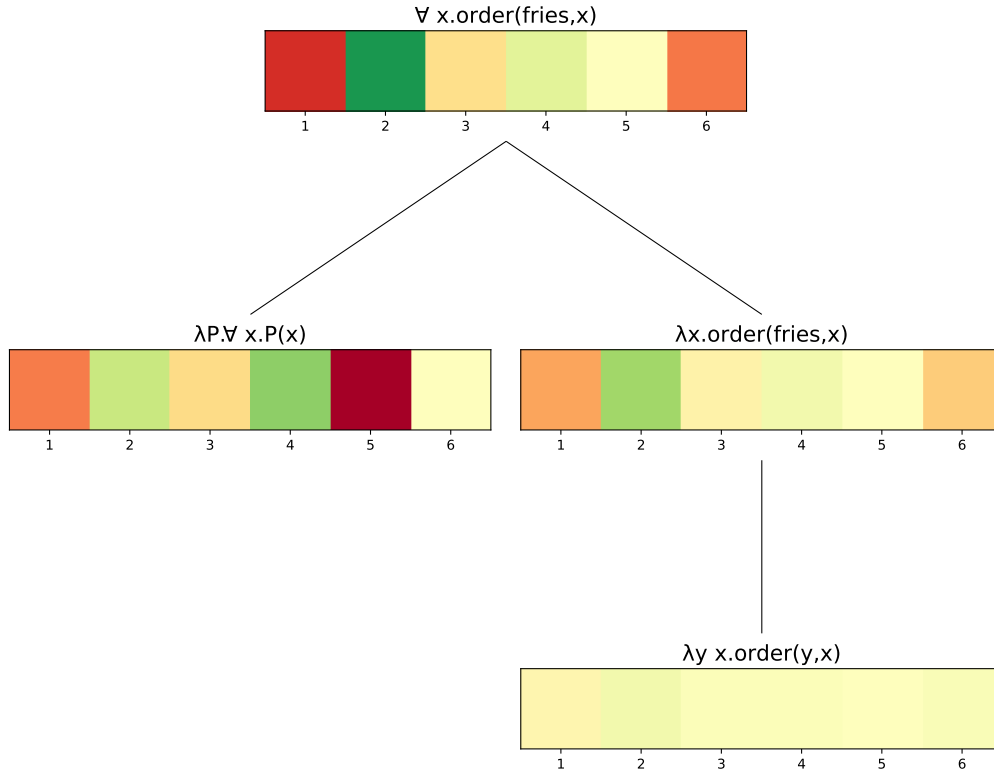 ∀ x.order(fries,x)
1 2 3 4 5 6
λP.∀ x.P(x)
1 2 3 4 5 6
λx.order(fries,x)
1 2 3 4 5 6
λy x.order(y,x)
1 2 3 4 5 6